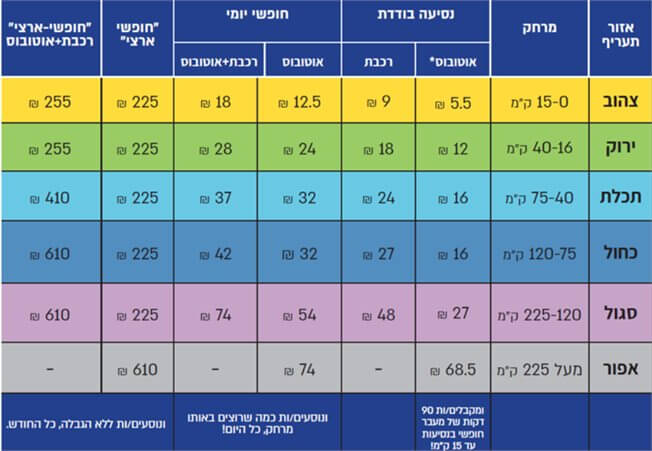 אזור תעריף מרחק נסיעה בודדת חופשי יומי "חופשי ארצי" "חופשי-ארצי" רכבת+אוטובוס
אוטובוס* רכבת אוטובוס רכבת+אוטובוס
צהוב 15-0 ק"מ 5.5 ₪ 9 ₪ 12.5 ₪ 18 ₪ 225 ₪ 255 ₪
ירוק 40-16 ק"מ 12 ₪ 18 ₪ 24 ₪ 28 ₪ 225 ₪ 255 ₪
תכלת 75-40 ק"מ 16 ₪ 24 ₪ 32 ₪ 37 ₪ 225 ₪ 410 ₪
כחול 120-75 ק"מ 16 ₪ 27 ₪ 32 ₪ 42 ₪ 225 ₪ 610 ₪
סגול 225-120 ק"מ 27 ₪ 48 ₪ 54 ₪ 74 ₪ 225 ₪ 610 ₪
אפור מעל 225 ק"מ 68.5 ₪ - 74 ₪ - 610 ₪ -
ומקבלים/ות 90
דקות של מעבר
חופשי בנסיעות
עד 15 ק"מ!
ונוסעים/ות כמה שרוצים באותו
מרחק, כל היום!
ונוסעים/ות ללא הגבלה, כל החודש.